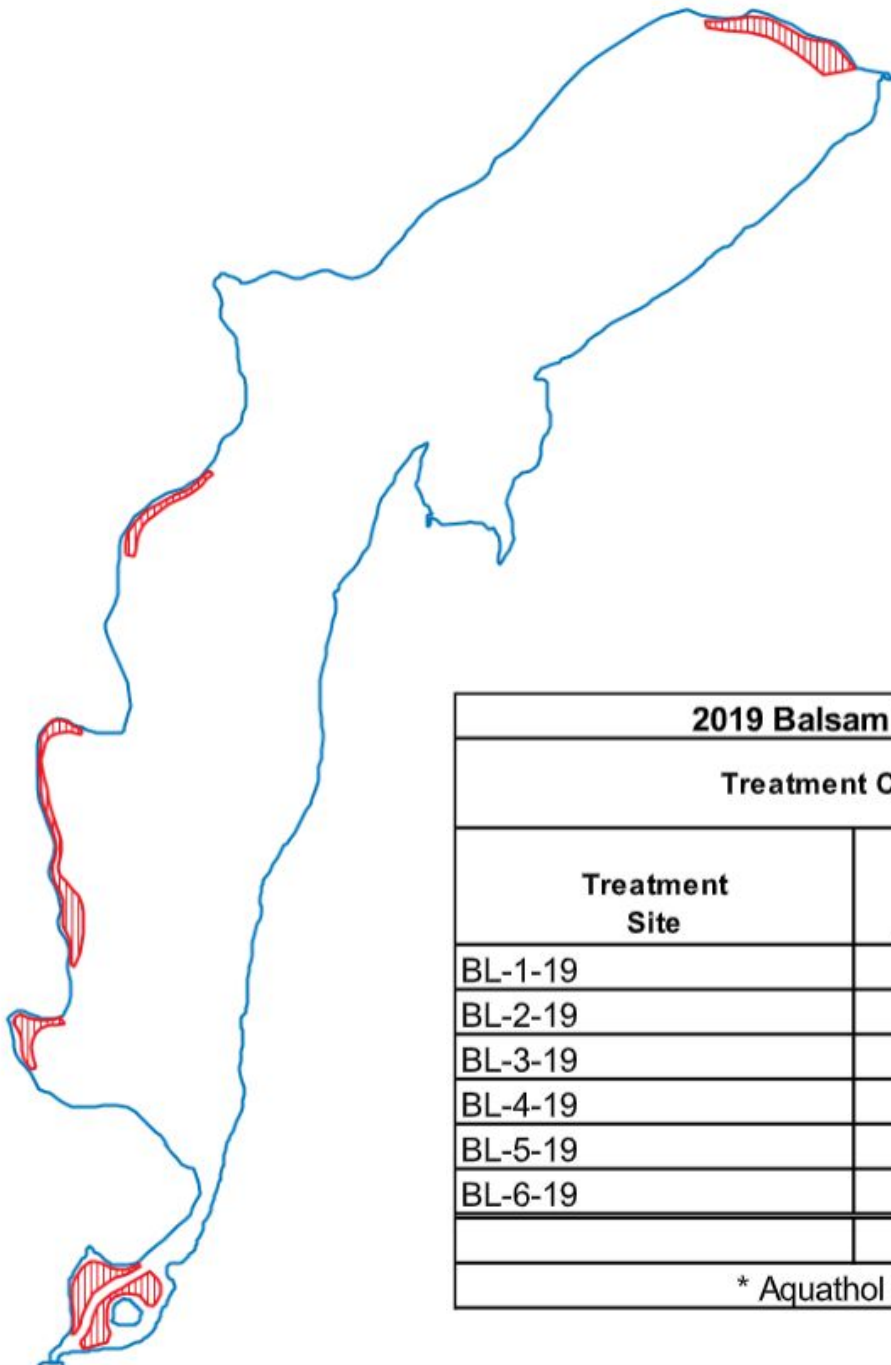 2019 Balsam
Treatment C
Treatment
Site
BL-1-19
BL-2-19
BL-3-19
BL-4-19
BL-5-19
BL-6-19
* Aquathol